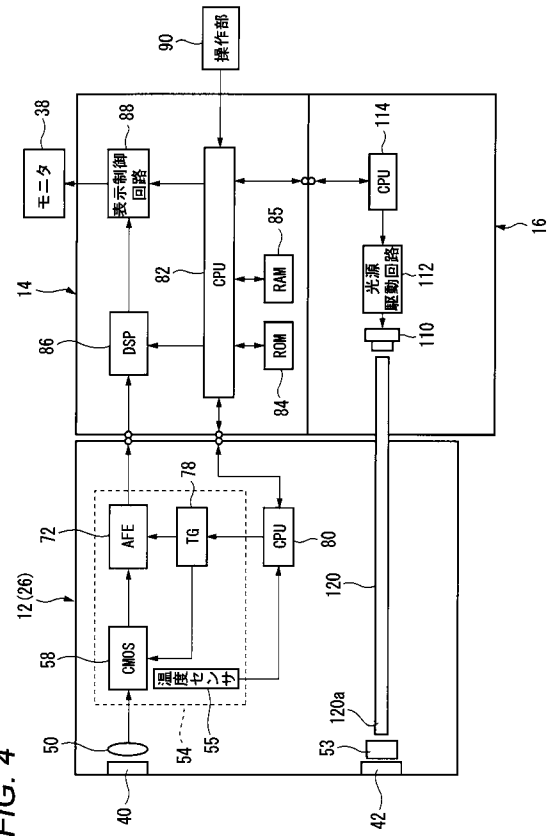 FIG. 4
12(26)
14
モニタ
38
58
CMOS
72
AFE
86
DSP
88
表示制御
回路
90
操作部
50
40
54
温度センサ
55
78
TG
80
CPU
82
CPU
84
ROM
85
RAM
42
53
120a
120
110
光源
駆動回路
112
CPU
114
16